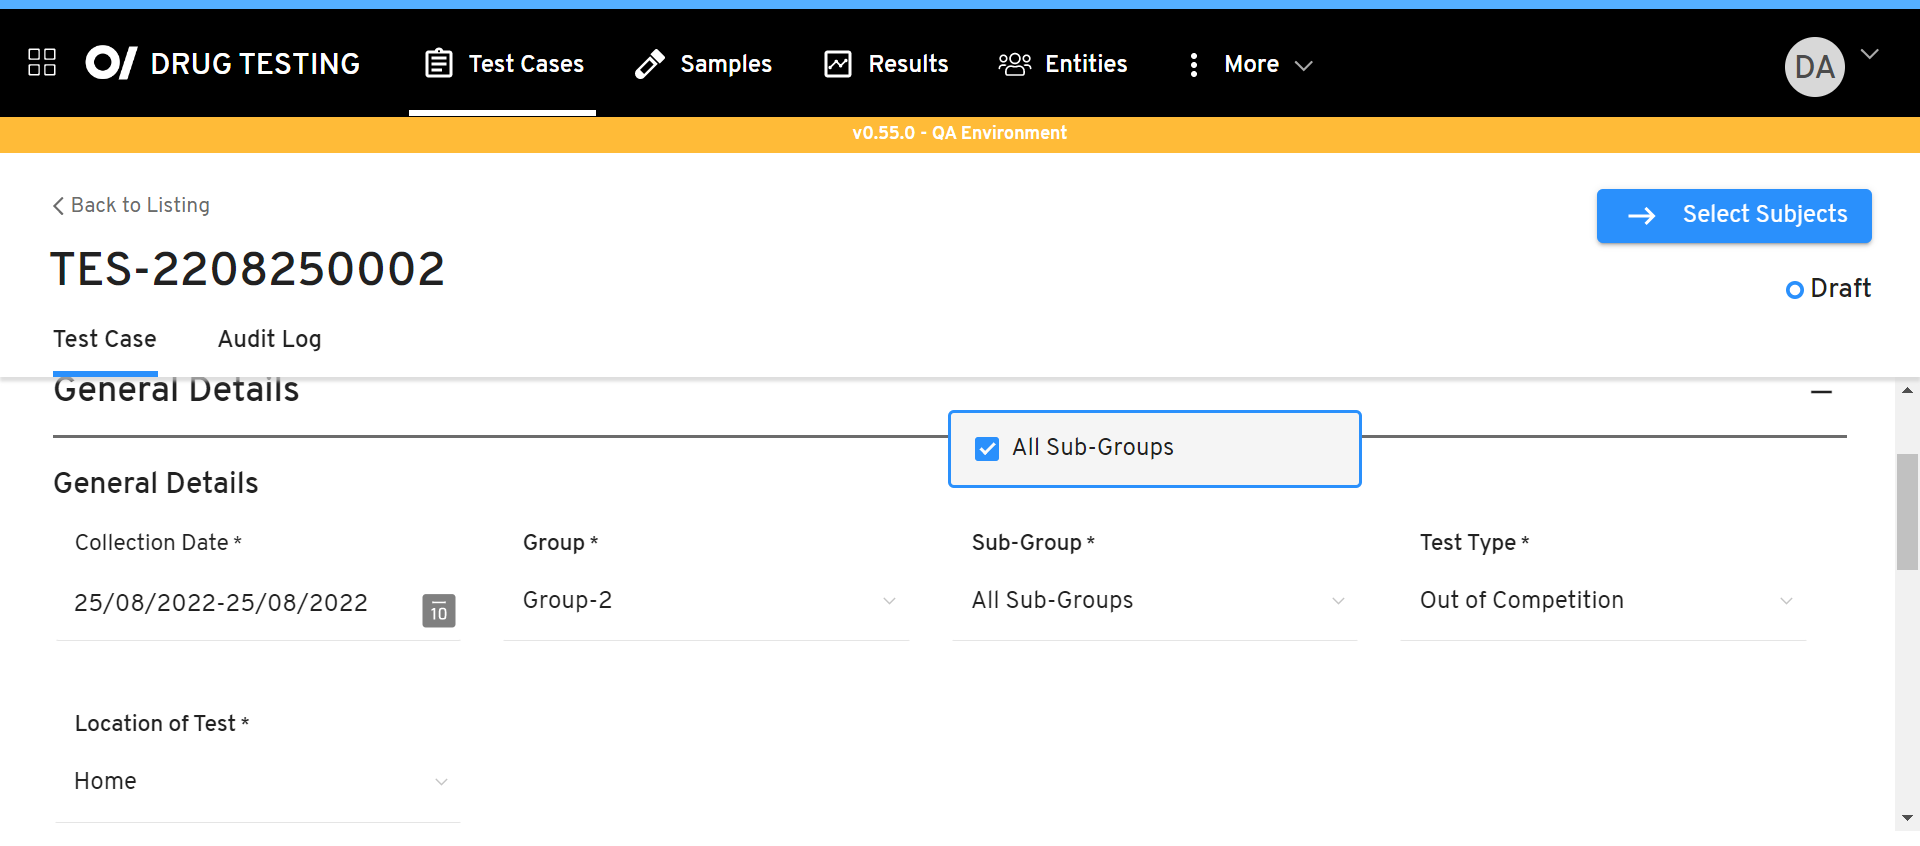 DRUG TESTING
Test Cases
Samples
Results
Entities
More
DA
v0.55.0 - QA Environment
Back to Listing
Select Subjects
TES-2208250002
Draft
Test Case
Audit Log
General Details
All Sub-Groups
General Details
Collection Date *
Group *
Sub-Group *
Test Type *
25/08/2022-25/08/2022
10
Group-2
All Sub-Groups
Out of Competition
Location of Test *
Home